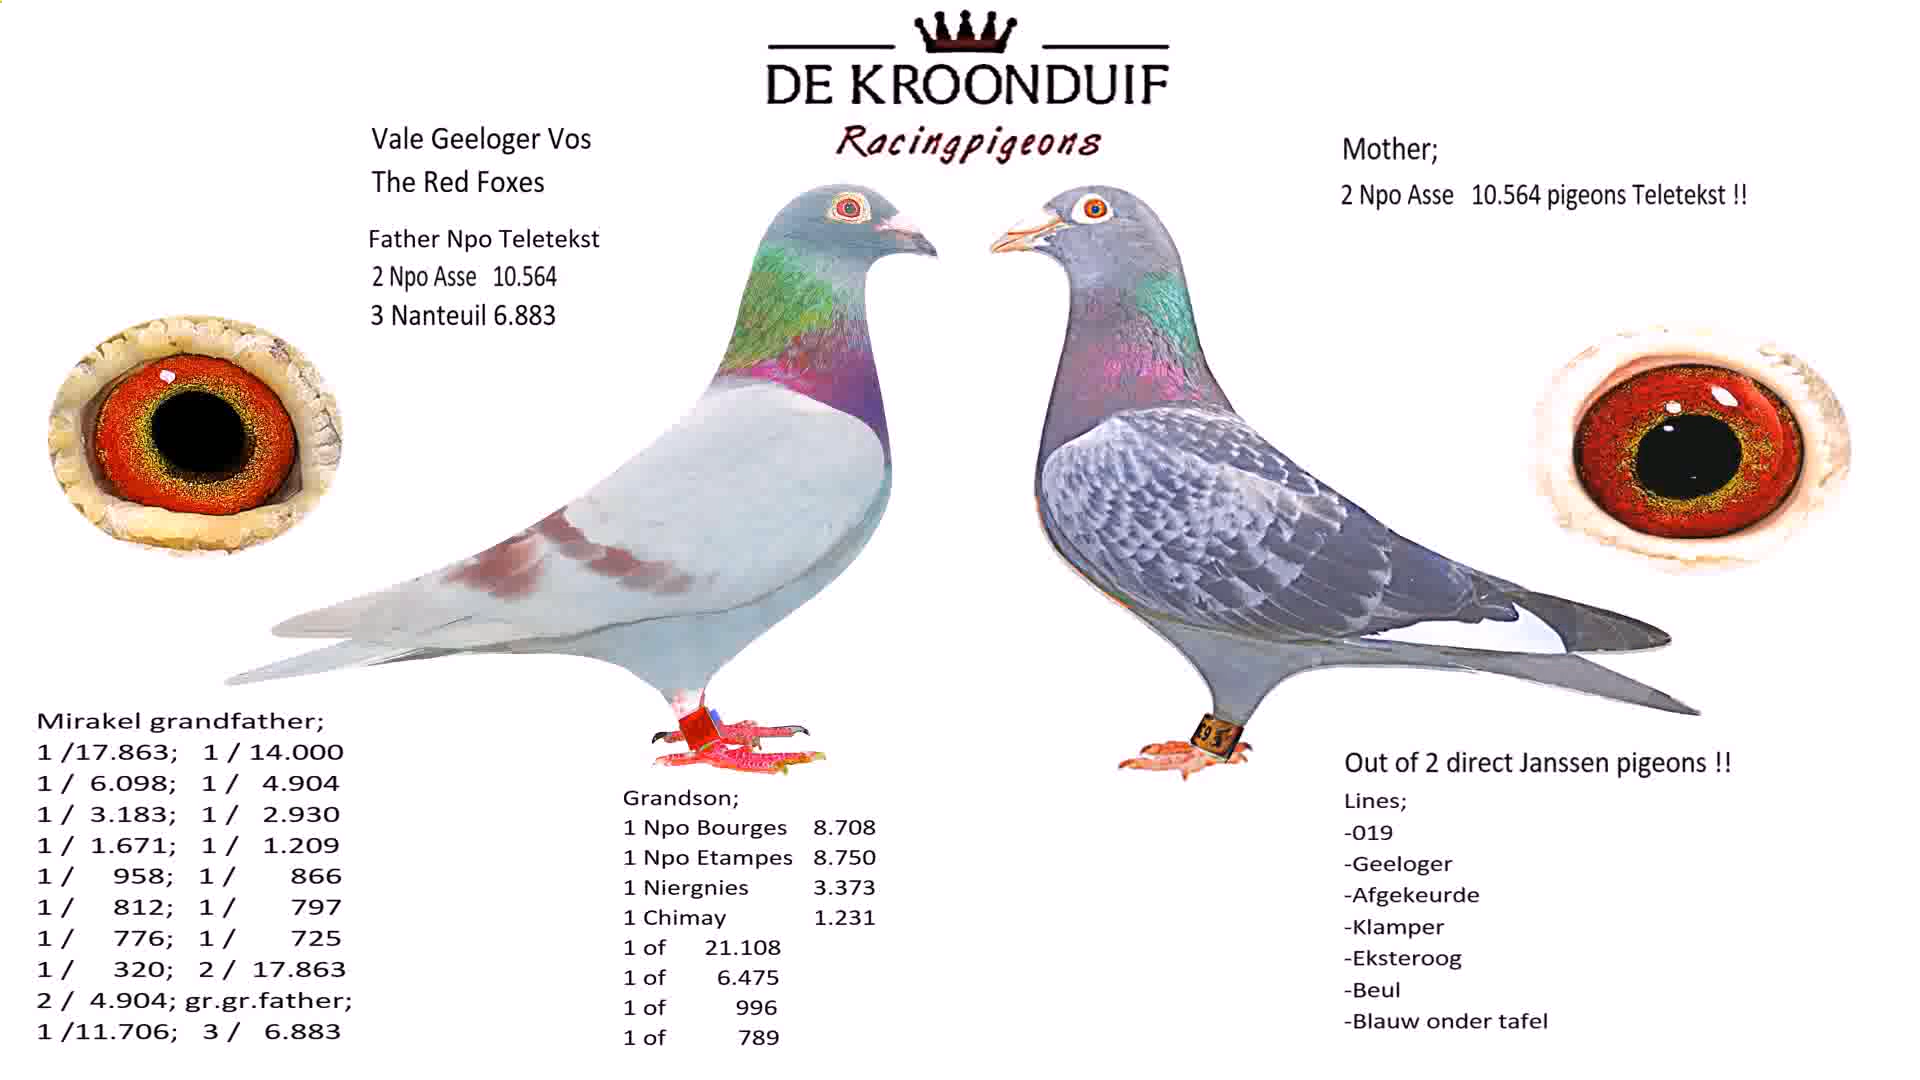 DE KROONDUIF
Racingpigeons
Vale Geeloger Vos
The Red Foxes
Father Npo Teletekst
2 Npo Asse 10.564
3 Nanteuil 6.883
Mother;
2 Npo Asse 10.564 pigeons Teletekst !!
Mirakel grandfather;
1 /17.863; 1 / 14.000
1 / 6.098; 1 / 4.904
1 / 3.183; 1 / 2.930
1 / 1.671; 1 / 1.209
1 / 958; 1 / 866
1 / 812; 1 / 797
1 / 776; 1 / 725
1 / 320; 2 / 17.863
2 / 4.904; gr.gr.father;
1 /11.706; 3 / 6.883
Grandson;
1 Npo Bourges 8.708
1 Npo Etampes 8.750
1 Niergnies 3.373
1 Chimay 1.231
1 of 21.108
1 of 6.475
1 of 996
1 of 789
Out of 2 direct Janssen pigeons !!
Lines;
-019
-Geeloger
-Afgekeurde
-Klamper
-Eksteroog
-Beul
-Blauw onder tafel